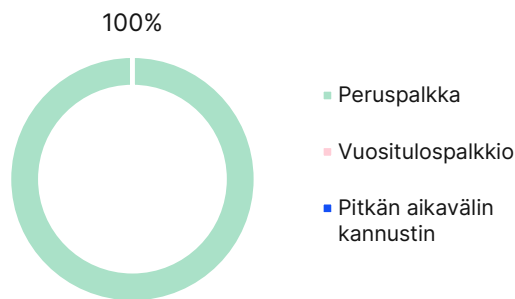 100%
Peruspalkka
Vuositulospalkkio
Pitkän aikavälin
kannustin